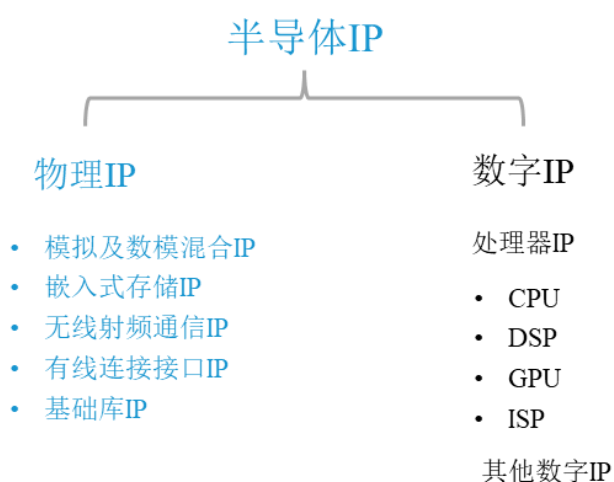 半导体IP
物理IP
• 模拟及数模混合IP
• 嵌入式存储IP
• 无线射频通信IP
• 有线连接接口IP
• 基础库IP
数字IP
处理器IP
• CPU
• DSP
• GPU
• ISP
其他数字IP